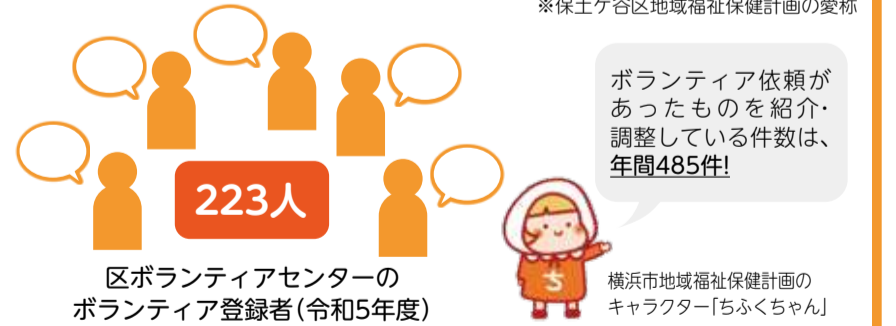 ※保土ケ谷区地域福祉保健計画の愛称
ボランティア依頼が
あったものを紹介・
調整している件数は、
年間485件!
223人
区ボランティアセンターの
ボランティア登録者(令和5年度)
ち
横浜市地域福祉保健計画の
キャラクター「ちふくちゃん」